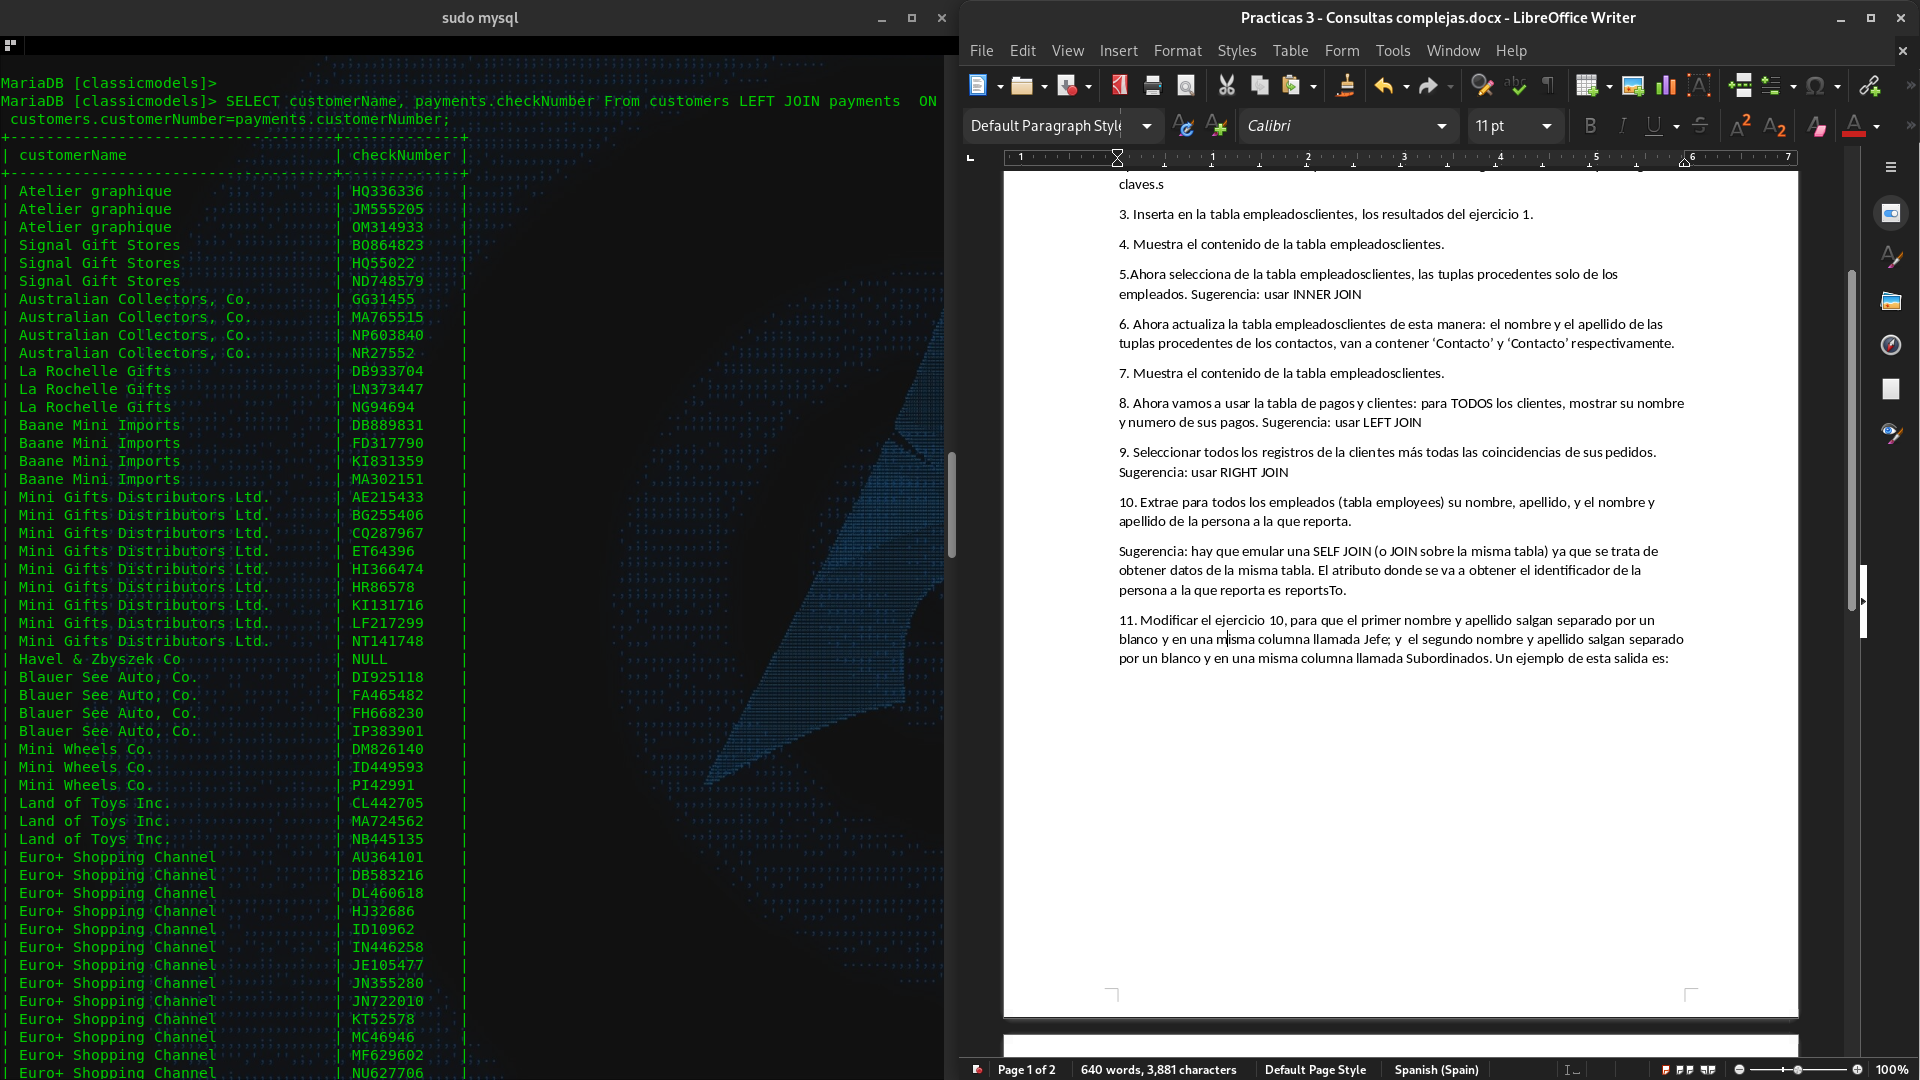 sudo mysql
MariaDB [classicmodels]>
MariaDB [classicmodels]> SELECT customerName, payments.checkNumber From customers LEFT JOIN payments  ON
 customers.customerNumber=payments.customerNumber;
+------------------------------------+-------------+
| customerName | checkNumber |
+------------------------------------+-------------+
| Atelier graphique | HQ336336 |
| Atelier graphique | JM555205 |
| Atelier graphique | OM314933 |
| Signal Gift Stores | BO864823 |
| Signal Gift Stores | HQ55022 |
| Signal Gift Stores | ND748579 |
| Australian Collectors, Co. | GG31455 |
| Australian Collectors, Co. | MA765515 |
| Australian Collectors, Co. | NP603840 |
| Australian Collectors, Co. | NR27552 |
| La Rochelle Gifts | DB933704 |
| La Rochelle Gifts | LN373447 |
| La Rochelle Gifts | NG94694 |
| Baane Mini Imports | DB889831 |
| Baane Mini Imports | FD317790 |
| Baane Mini Imports | KI831359 |
| Baane Mini Imports | MA302151 |
| Mini Gifts Distributors Ltd. | AE215433 |
| Mini Gifts Distributors Ltd. | BG255406 |
| Mini Gifts Distributors Ltd. | CQ287967 |
| Mini Gifts Distributors Ltd. | ET64396 |
| Mini Gifts Distributors Ltd. | HI366474 |
| Mini Gifts Distributors Ltd. | HR86578 |
| Mini Gifts Distributors Ltd. | KI131716 |
| Mini Gifts Distributors Ltd. | LF217299 |
| Mini Gifts Distributors Ltd. | NT141748 |
| Havel & Zbyszek Co | NULL |
| Blauer See Auto, Co. | DI925118 |
| Blauer See Auto, Co. | FA465482 |
| Blauer See Auto, Co. | FH668230 |
| Blauer See Auto, Co. | IP383901 |
| Mini Wheels Co. | DM826140 |
| Mini Wheels Co. | ID449593 |
| Mini Wheels Co. | PI42991 |
| Land of Toys Inc. | CL442705 |
| Land of Toys Inc. | MA724562 |
| Land of Toys Inc. | NB445135 |
| Euro+ Shopping Channel | AU364101 |
| Euro+ Shopping Channel | DB583216 |
| Euro+ Shopping Channel | DL460618 |
| Euro+ Shopping Channel | HJ32686 |
| Euro+ Shopping Channel | ID10962 |
| Euro+ Shopping Channel | IN446258 |
| Euro+ Shopping Channel | JE105477 |
| Euro+ Shopping Channel | JN355280 |
| Euro+ Shopping Channel | JN722010 |
| Euro+ Shopping Channel | KT52578 |
| Euro+ Shopping Channel | MC46946 |
| Euro+ Shopping Channel | MF629602 |
| Euro+ Shopping Channel | NU627706 |
Practicas 3 - Consultas complejas.docx - LibreOffice Writer
File Edit View Insert Format Styles Table Form Tools Window Help
Default Paragraph Style Calibri 11 pt
1 1 2 3 4 5 6 7
claves.s
3. Inserta en la tabla empleadosclientes, los resultados del ejercicio 1.
4. Muestra el contenido de la tabla empleadosclientes.
5.Ahora selecciona de la tabla empleadosclientes, las tuplas procedentes solo de los
empleados. Sugerencia: usar INNER JOIN
6. Ahora actualiza la tabla empleadosclientes de esta manera: el nombre y el apellido de las
tuplas procedentes de los contactos, van a contener ‘Contacto’ y ‘Contacto’ respectivamente.
7. Muestra el contenido de la tabla empleadosclientes.
8. Ahora vamos a usar la tabla de pagos y clientes: para TODOS los clientes, mostrar su nombre
y numero de sus pagos. Sugerencia: usar LEFT JOIN
9. Seleccionar todos los registros de la clientes más todas las coincidencias de sus pedidos.
Sugerencia: usar RIGHT JOIN
10. Extrae para todos los empleados (tabla employees) su nombre, apellido, y el nombre y
apellido de la persona a la que reporta.
Sugerencia: hay que emular una SELF JOIN (o JOIN sobre la misma tabla) ya que se trata de
obtener datos de la misma tabla. El atributo donde se va a obtener el identificador de la
persona a la que reporta es reportsTo.
11. Modificar el ejercicio 10, para que el primer nombre y apellido salgan separado por un
blanco y en una misma columna llamada Jefe; y  el segundo nombre y apellido salgan separado
por un blanco y en una misma columna llamada Subordinados. Un ejemplo de esta salida es:
Page 1 of 2 640 words, 3,881 characters Default Page Style Spanish (Spain) 100%